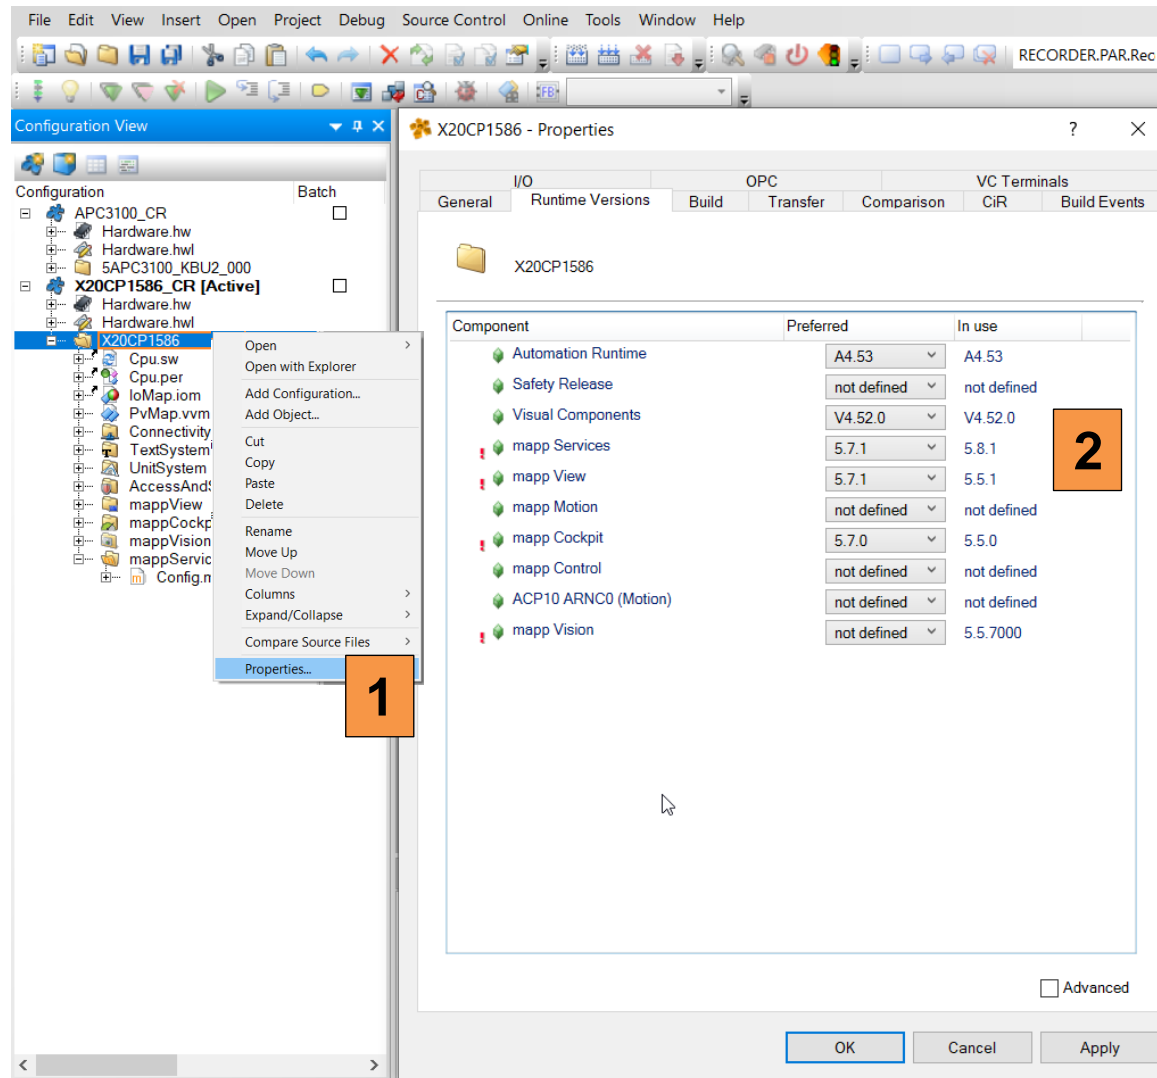 File Edit View Insert Open Project Debug Source Control Online Tools Window Help
RECORDER.PAR.Rec
FB
Configuration View
Configuration Batch
APC3100_CR
Hardware.hw
Hardware.hwl
5APC3100_KBU2_000
X20CP1586_CR [Active]
Hardware.hw
Hardware.hwl
X20CP1586
Cpu.sw
Cpu.per
IoMap.iom
PvMap.vvm
Connectivity
TextSystem
UnitSystem
AccessAndS
mappView
mappCockp
mappVision
mappServic
Config.m
Open
Open with Explorer
Add Configuration...
Add Object...
Cut
Copy
Paste
Delete
Rename
Move Up
Move Down
Columns
Expand/Collapse
Compare Source Files
Properties...
1
X20CP1586 - Properties ?
I/O OPC VC Terminals
General Runtime Versions Build Transfer Comparison CiR Build Events
X20CP1586
Component Preferred In use
Automation Runtime A4.53 A4.53
Safety Release not defined not defined
Visual Components V4.52.0 V4.52.0
mapp Services 5.7.1 5.8.1
mapp View 5.7.1 5.5.1
mapp Motion not defined not defined
mapp Cockpit 5.7.0 5.5.0
mapp Control not defined not defined
ACP10 ARNC0 (Motion) not defined not defined
mapp Vision not defined 5.5.7000
2
Advanced
OK Cancel Apply